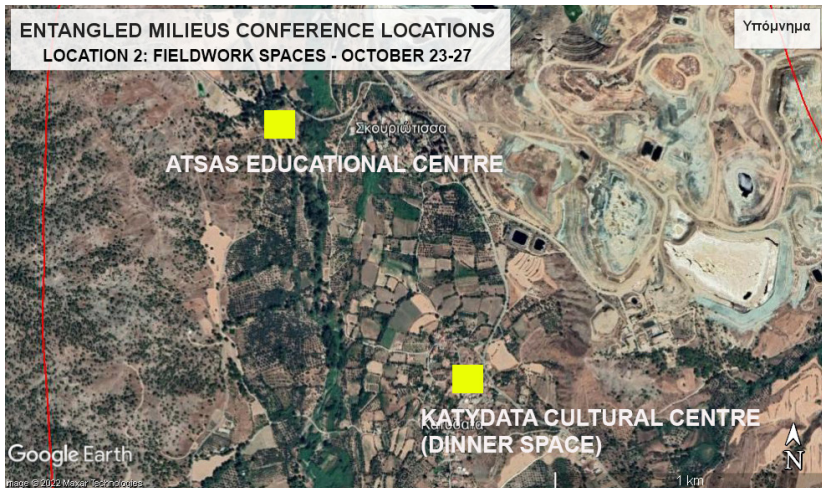 ENTANGLED MILIEUS CONFERENCE LOCATIONS
LOCATION 2: FIELDWORK SPACES - OCTOBER 23-27
Υπόμνημα
Σκουριώτισσα
ATSAS EDUCATIONAL CENTRE
KATYDATA CULTURAL CENTRE
(DINNER SPACE)
Google Earth
N
Image © 2022 Maxar Technologies
1 km